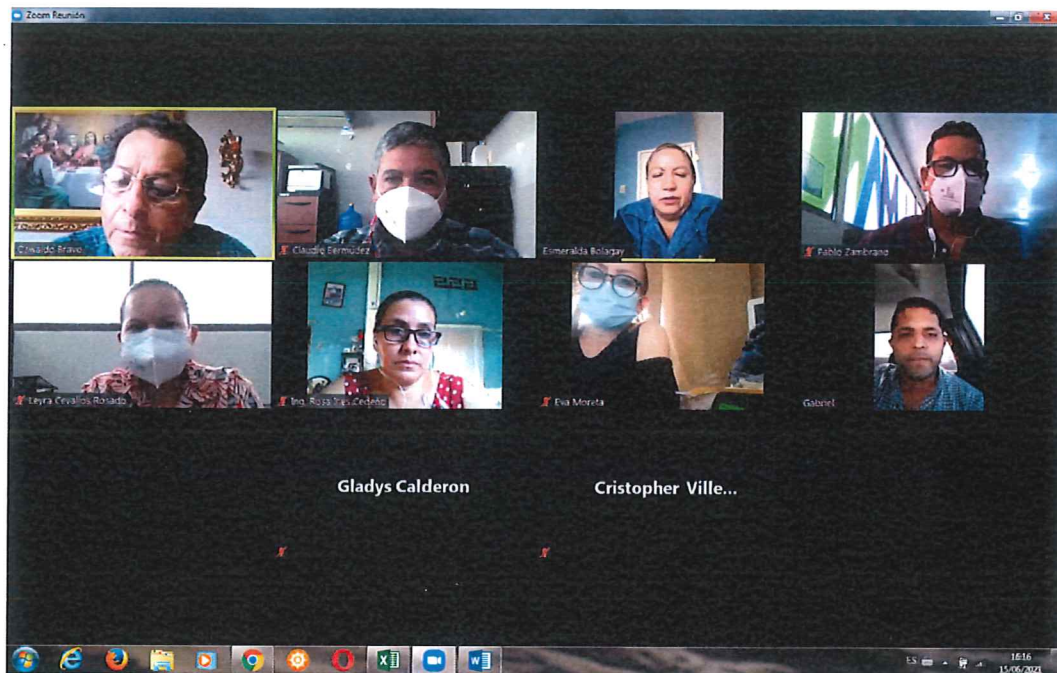 Zoom Reunión
Oswaldo Bravo
Claudio Bermúdez
Esmeralda Bolagay
Pablo Zambrano
Leyra Cevallos Rosado
Ing. Rosa Ines Cedeño
Eva Moreta
Gabriel
Gladys Calderon
Cristopher Ville...
ES
16:16
15/06/2021